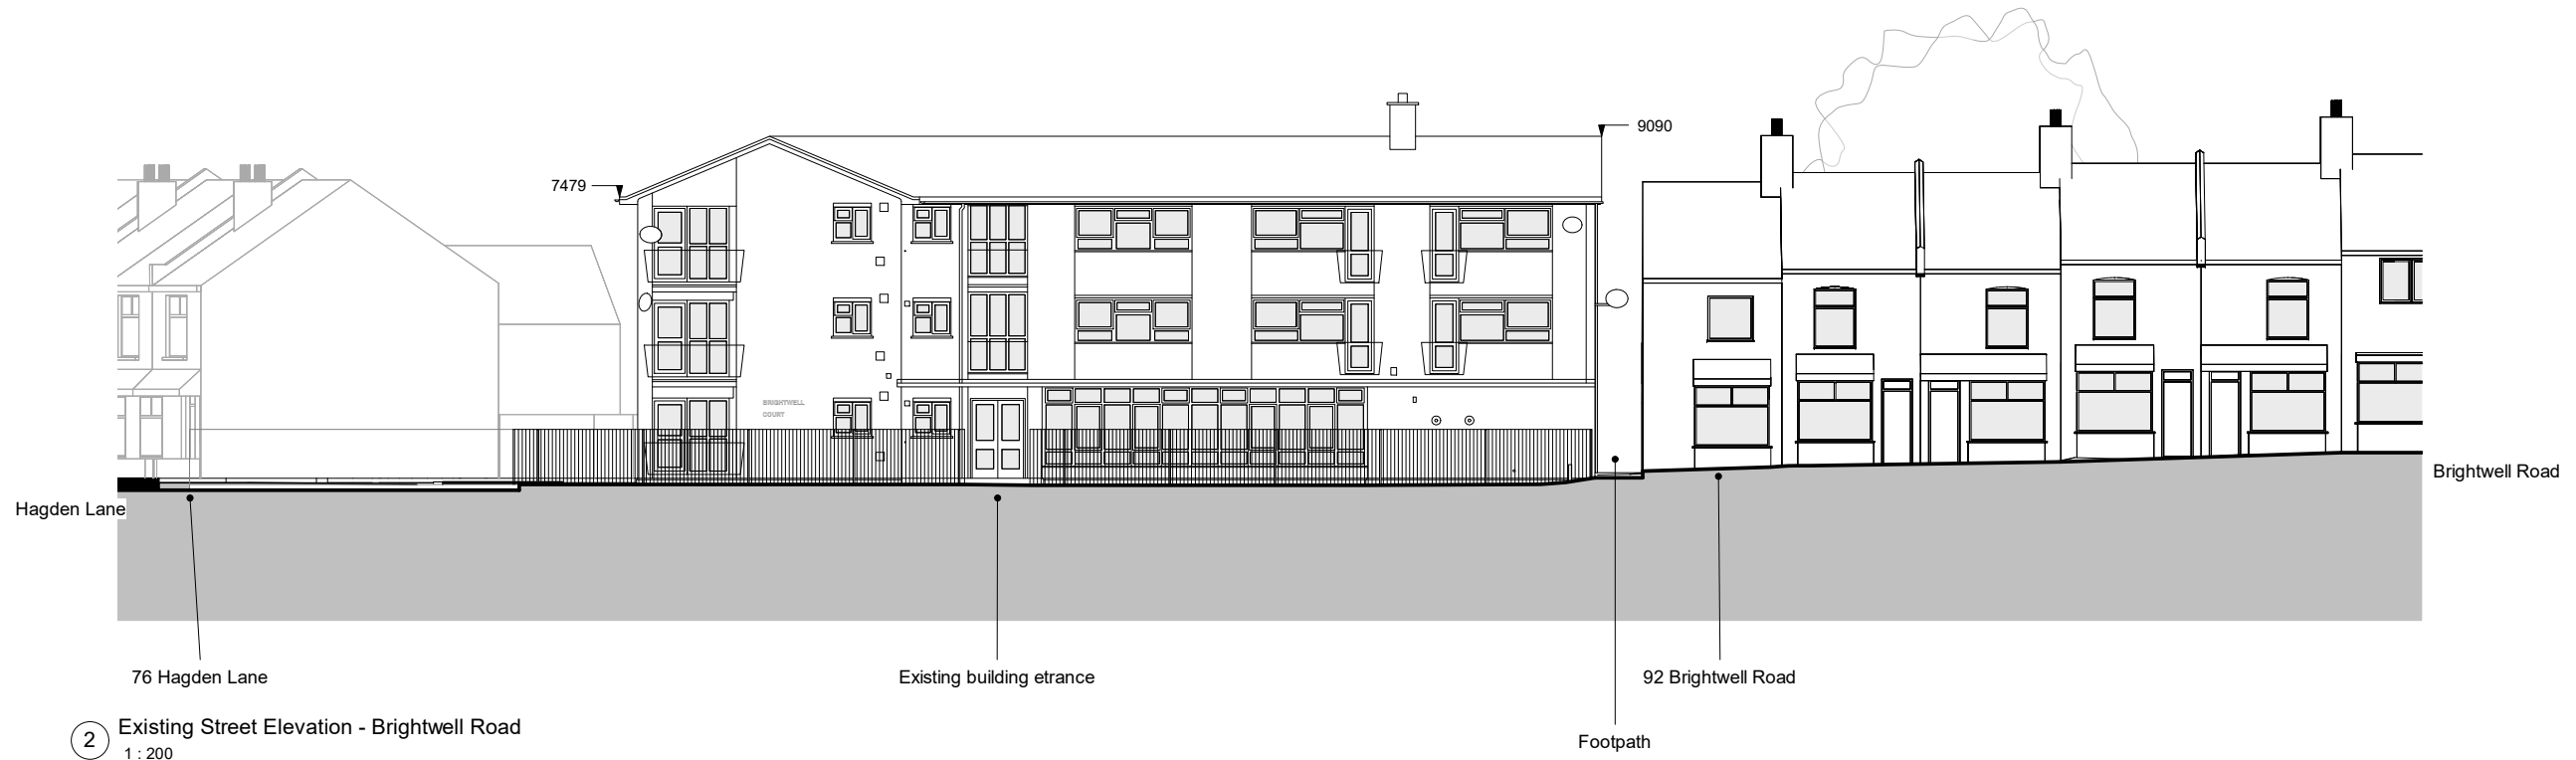 9090
7479
BRIGHTWELL
COURT
Brightwell Road
Hagden Lane
76 Hagden Lane
Existing building etrance
92 Brightwell Road
Footpath
2
Existing Street Elevation - Brightwell Road
1 : 200